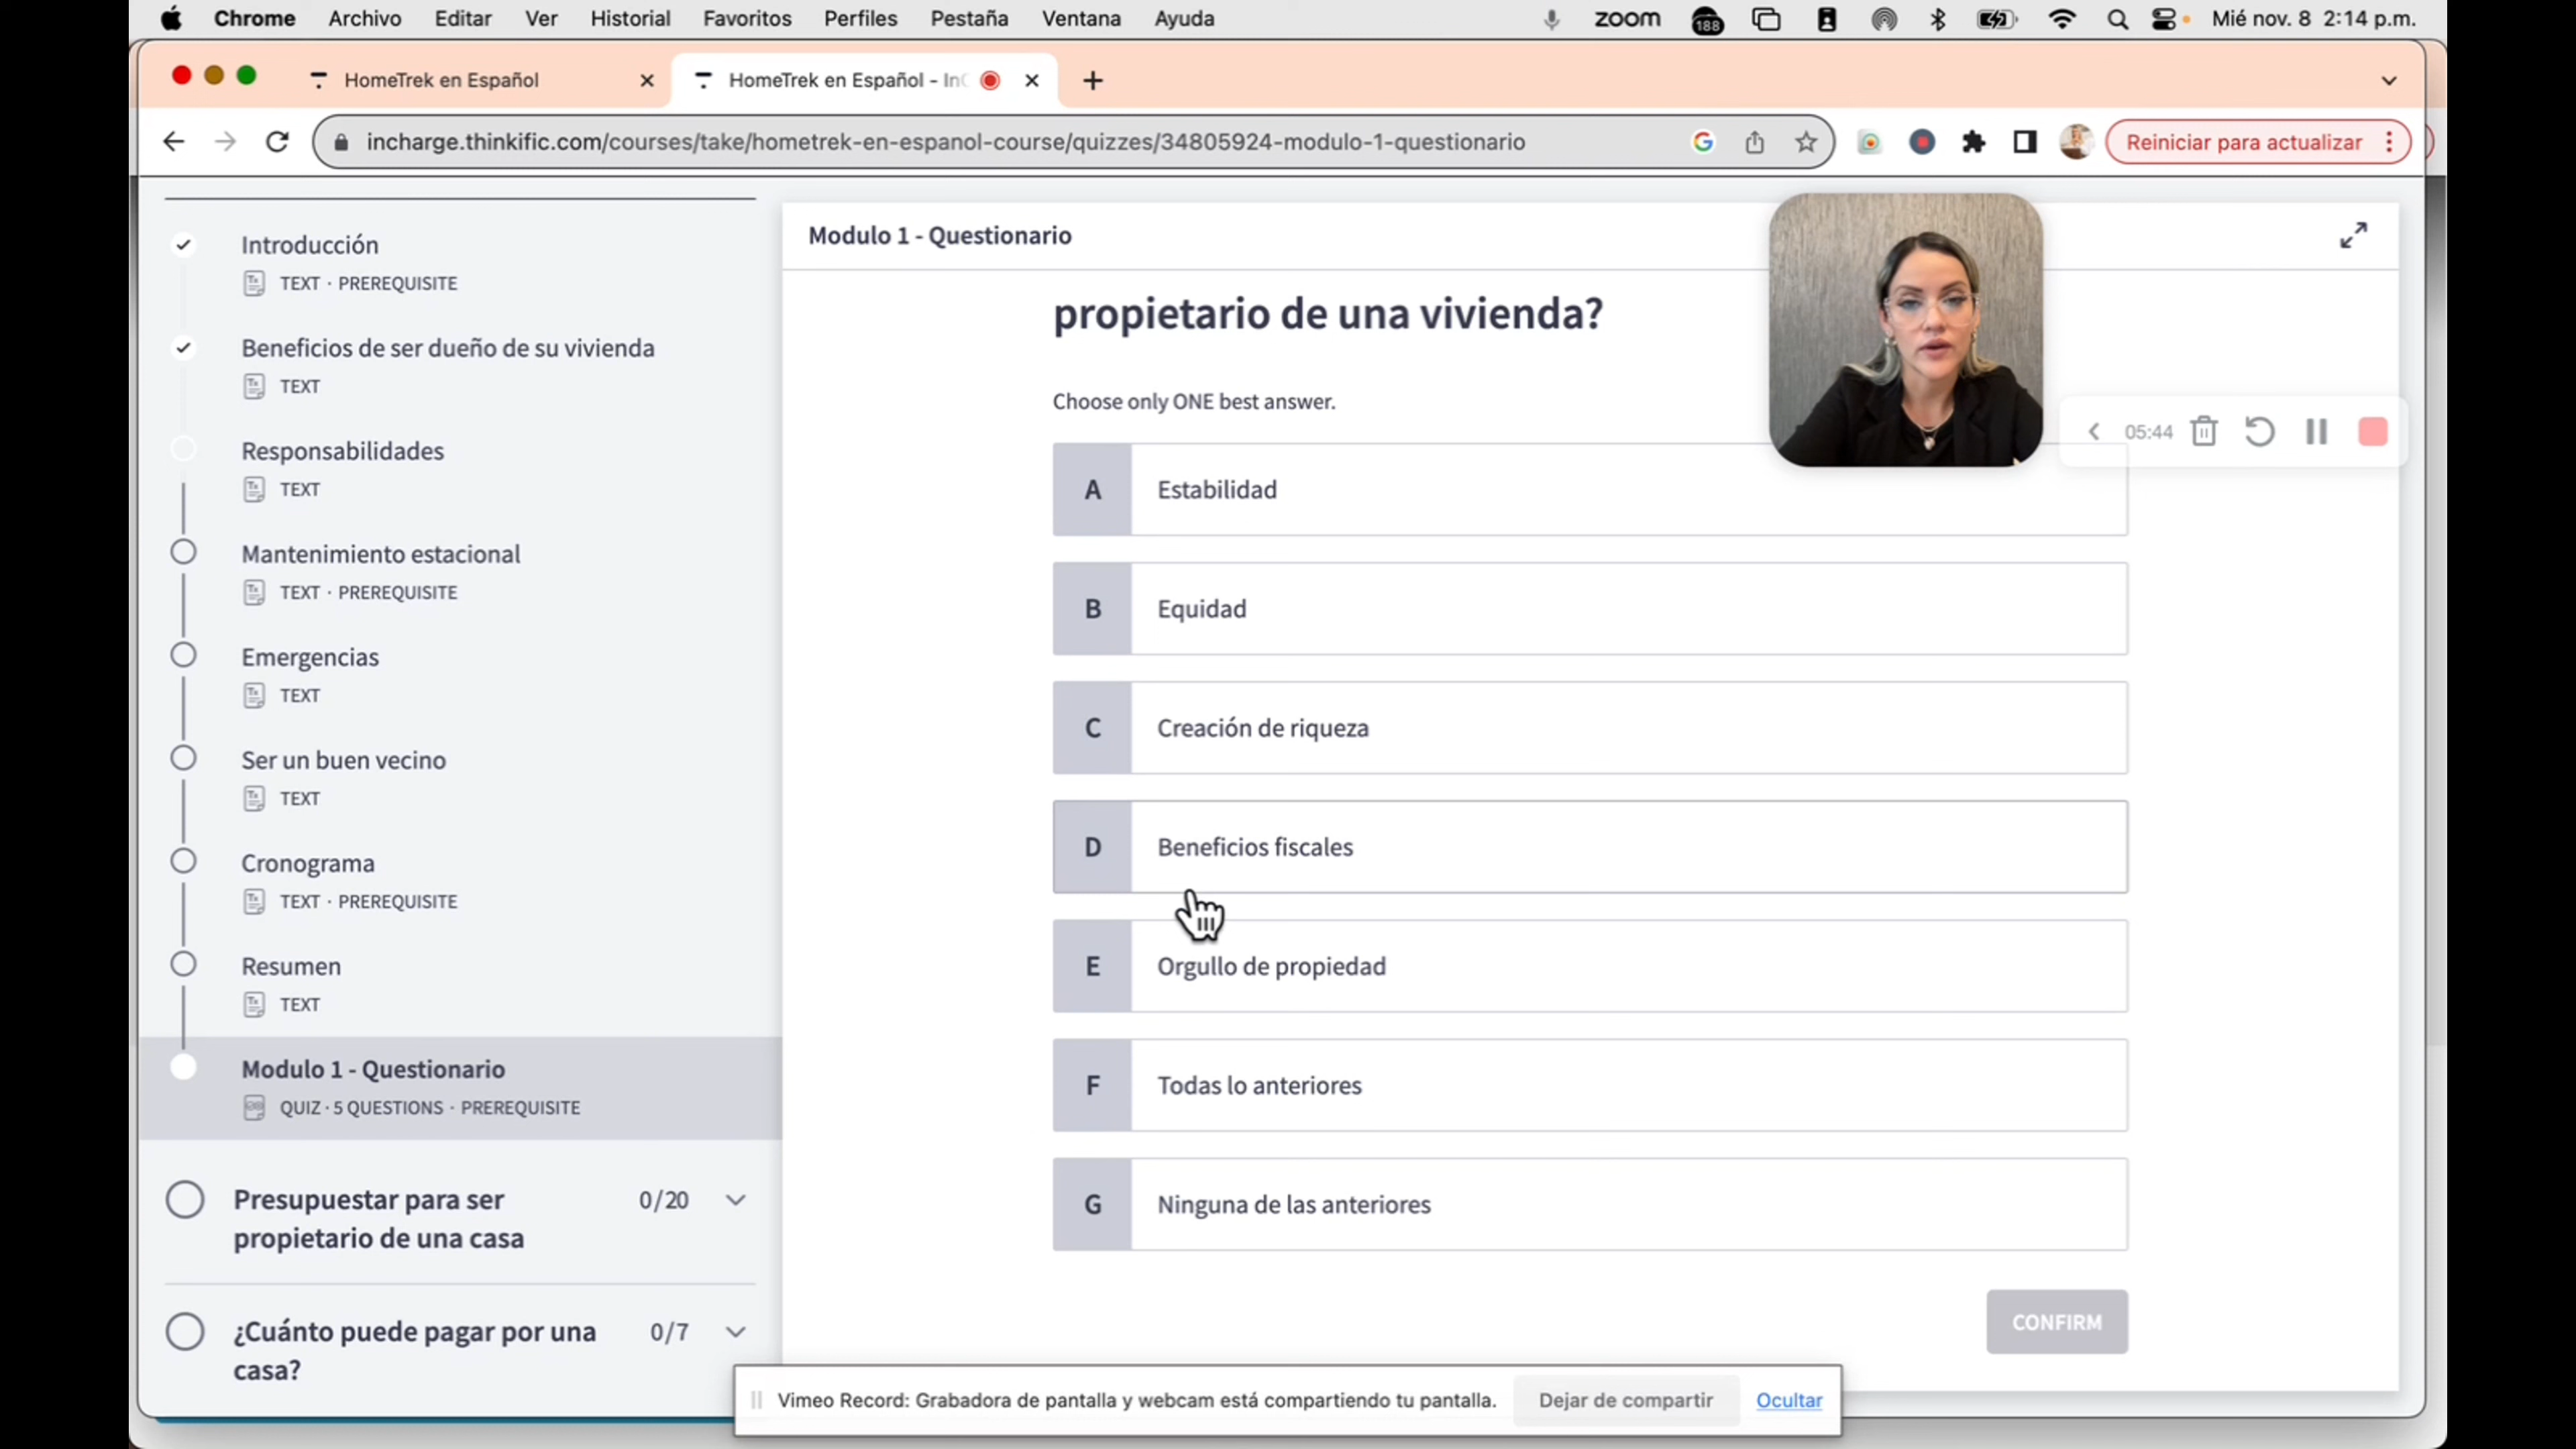 Chrome Archivo Editar Ver Historial Favoritos Perfiles Pestaña Ventana Ayuda
zoom 188 Mié nov. 8 2:14 p.m.
HomeTrek en Español
HomeTrek en Español - In
incharge.thinkific.com/courses/take/hometrek-en-espanol-course/quizzes/34805924-modulo-1-questionario
Reiniciar para actualizar
Introducción
TEXT · PREREQUISITE
Beneficios de ser dueño de su vivienda
TEXT
Responsabilidades
TEXT
Mantenimiento estacional
TEXT · PREREQUISITE
Emergencias
TEXT
Ser un buen vecino
TEXT
Cronograma
TEXT · PREREQUISITE
Resumen
TEXT
Modulo 1 - Questionario
QUIZ · 5 QUESTIONS · PREREQUISITE
Presupuestar para ser
propietario de una casa
0/20
¿Cuánto puede pagar por una
casa?
0/7
Modulo 1 - Questionario
propietario de una vivienda?
Choose only ONE best answer.
05:44
A Estabilidad
B Equidad
C Creación de riqueza
D Beneficios fiscales
E Orgullo de propiedad
F Todas lo anteriores
G Ninguna de las anteriores
CONFIRM
Vimeo Record: Grabadora de pantalla y webcam está compartiendo tu pantalla. Dejar de compartir Ocultar